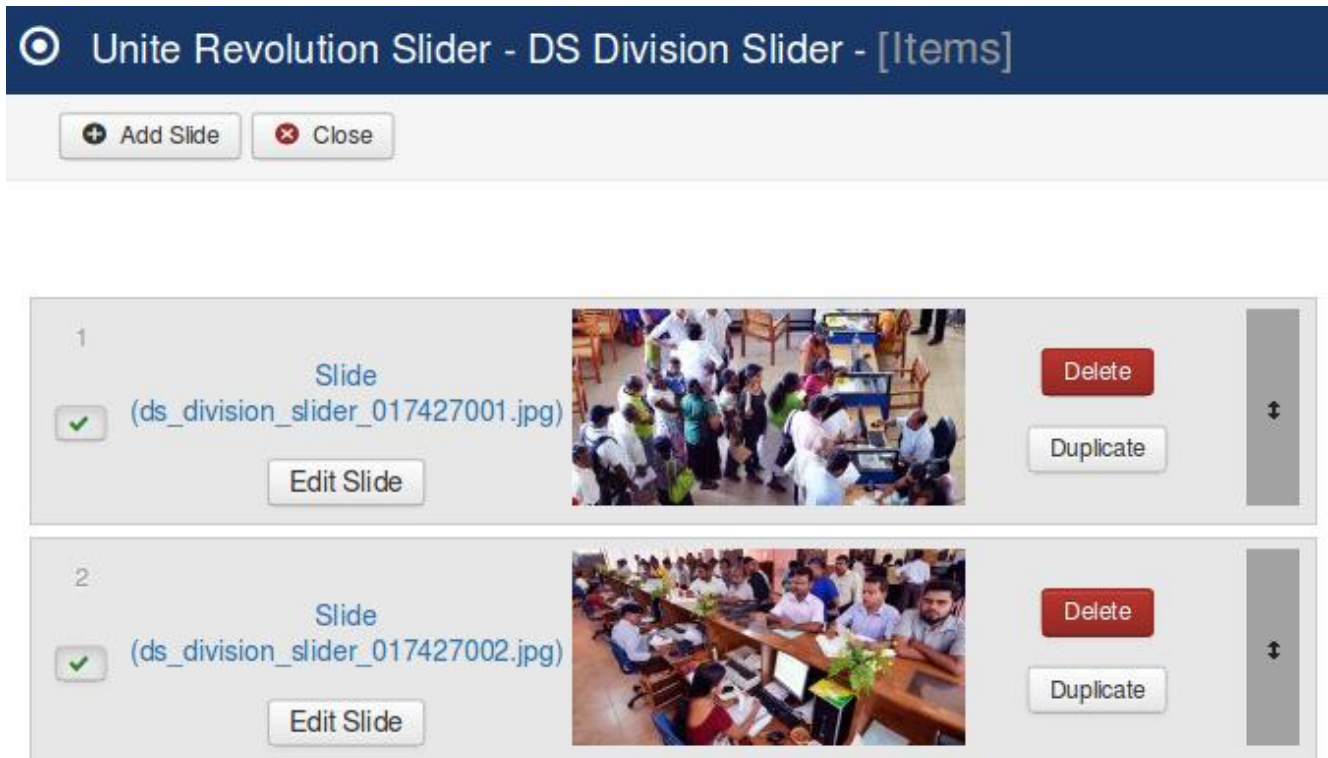 Unite Revolution Slider - DS Division Slider - [Items]
Add Slide
Close
1
Slide
(ds_division_slider_017427001.jpg)
Edit Slide
Delete
Duplicate
2
Slide
(ds_division_slider_017427002.jpg)
Edit Slide
Delete
Duplicate